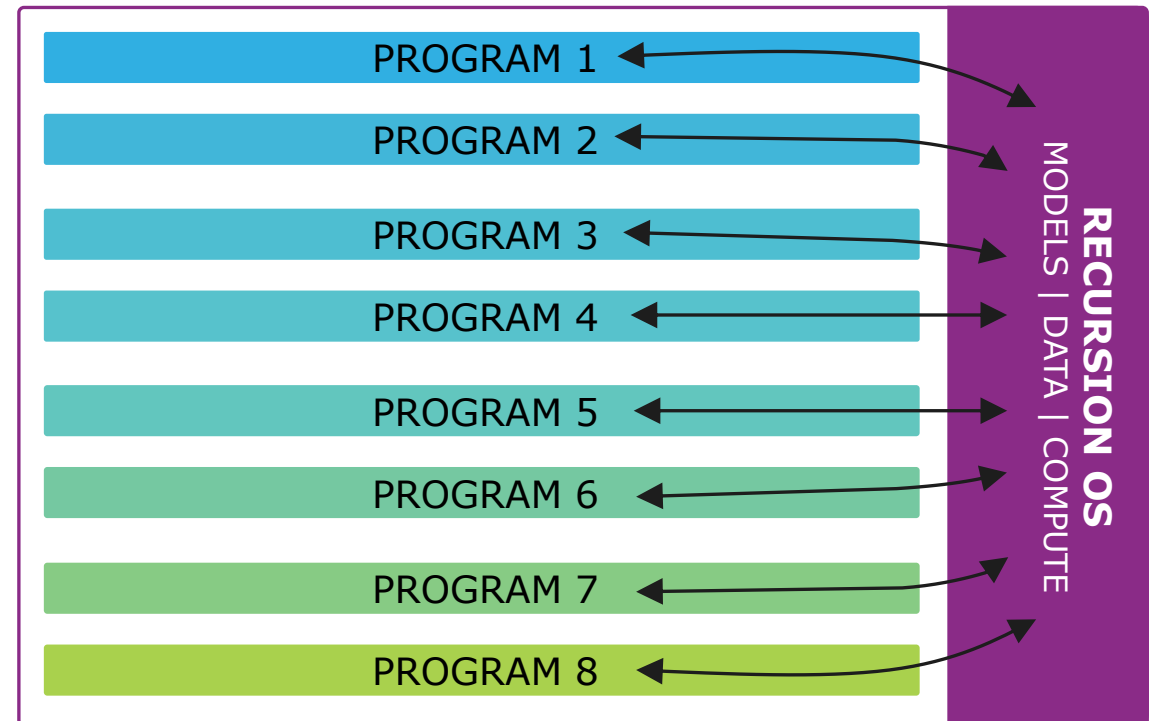 PROGRAM 1
PROGRAM 2
PROGRAM 3
PROGRAM 4
PROGRAM 5
PROGRAM 6
PROGRAM 7
PROGRAM 8
RECURSION OS
MODELS | DATA | COMPUTE